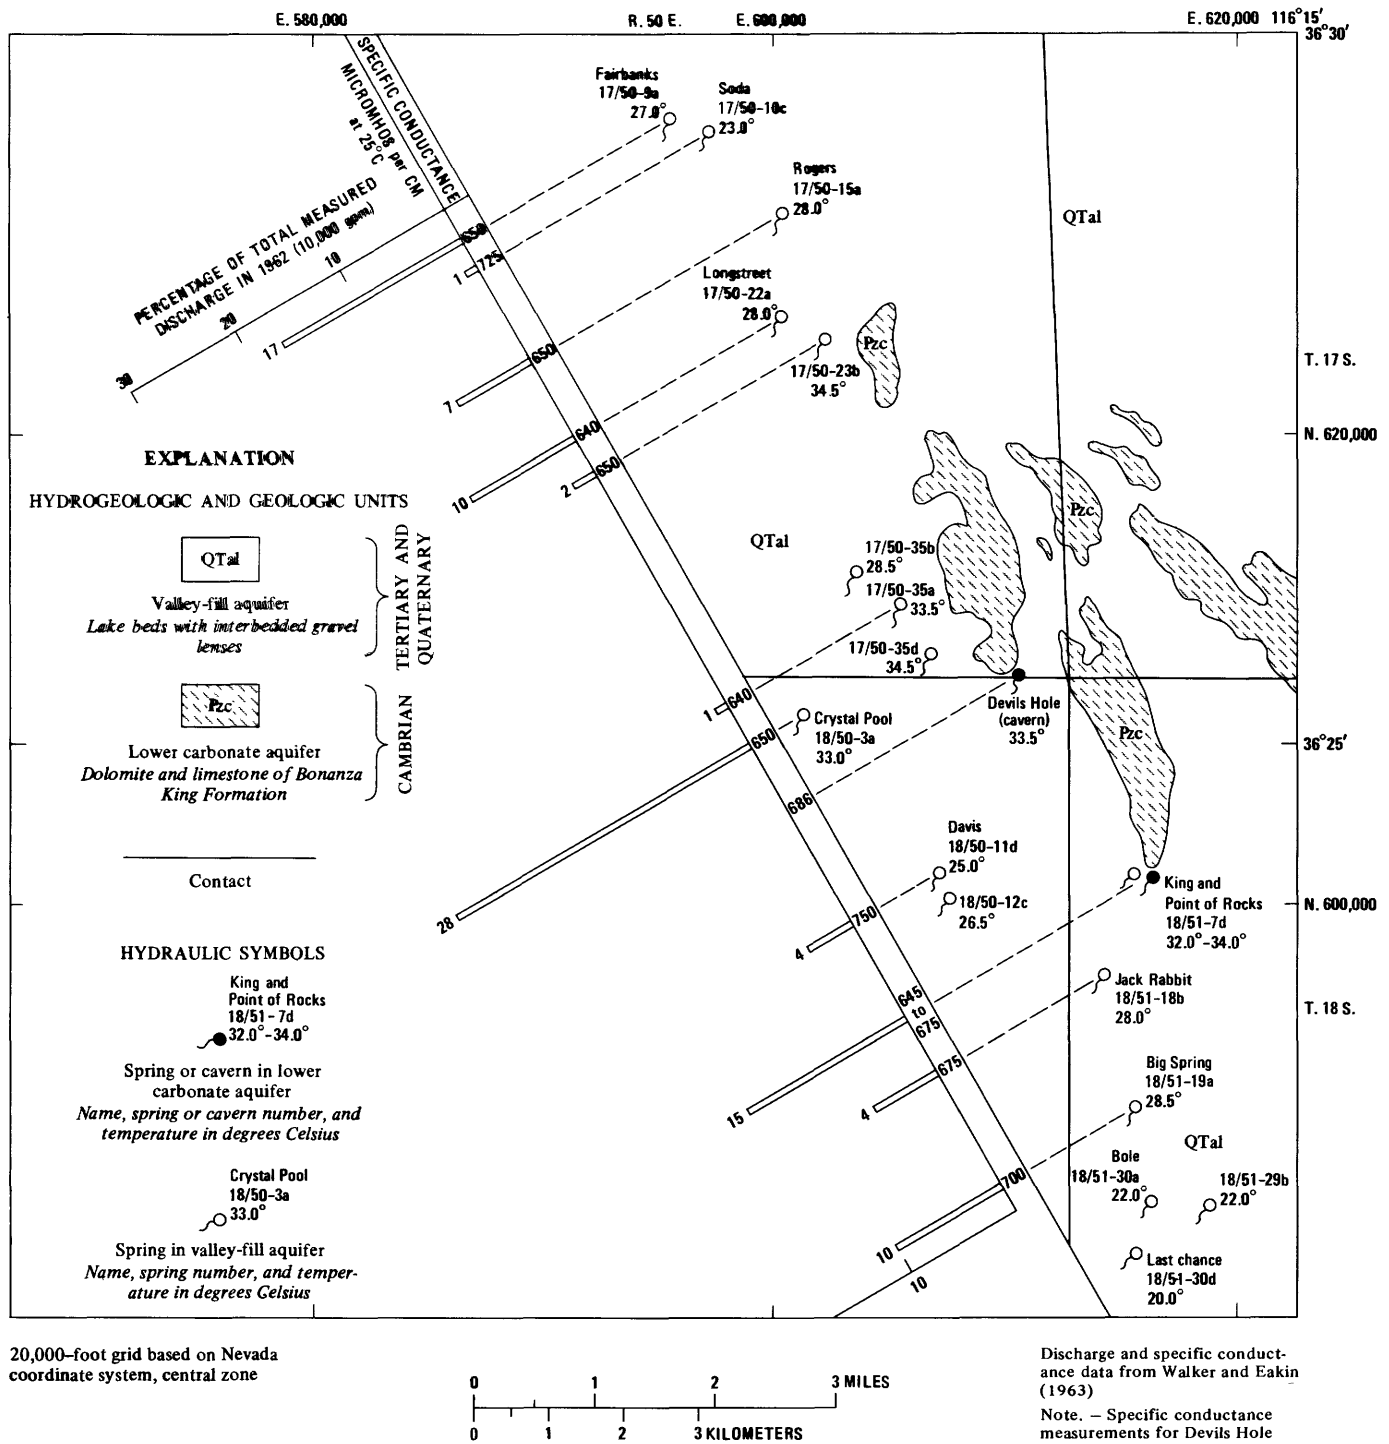 E. 580,000
R. 50 E.
E. 600,000
E. 620,000
116°15′
36°30′
SPECIFIC CONDUCTANCE
MICROMHOS per CM
at 25°C
PERCENTAGE OF TOTAL MEASURED
DISCHARGE IN 1962 (10,000 gpm)
10
20
30
Fairbanks
17/50-9a
27.0°
Soda
17/50-10c
23.0°
Rogers
17/50-15a
28.0°
Longstreet
17/50-22a
28.0°
17/50-23b
34.5°
QTal
Pzc
T. 17 S.
N. 620,000
650
17
725
1
650
7
640
10
650
2
EXPLANATION
HYDROGEOLOGIC AND GEOLOGIC UNITS
QTal
Valley-fill aquifer
Lake beds with interbedded gravel
lenses
TERTIARY AND
QUATERNARY
Pzc
Lower carbonate aquifer
Dolomite and limestone of Bonanza
King Formation
CAMBRIAN
Contact
HYDRAULIC SYMBOLS
King and
Point of Rocks
18/51-7d
32.0°-34.0°
Spring or cavern in lower
carbonate aquifer
Name, spring or cavern number, and
temperature in degrees Celsius
Crystal Pool
18/50-3a
33.0°
Spring in valley-fill aquifer
Name, spring number, and temper-
ature in degrees Celsius
QTal
Pzc
17/50-35b
28.5°
17/50-35a
33.5°
17/50-35d
34.5°
Devils Hole
(cavern)
33.5°
Pzc
36°25′
640
1
650
28
Crystal Pool
18/50-3a
33.0°
686
Davis
18/50-11d
25.0°
18/50-12c
26.5°
750
4
King and
Point of Rocks
18/51-7d
32.0°-34.0°
N. 600,000
645
to
675
15
Jack Rabbit
18/51-18b
28.0°
T. 18 S.
675
4
Big Spring
18/51-19a
28.5°
QTal
700
10
10
Bole
18/51-30a
22.0°
18/51-29b
22.0°
Last chance
18/51-30d
20.0°
20,000-foot grid based on Nevada
coordinate system, central zone
0 1 2 3 MILES
0 1 2 3 KILOMETERS
Discharge and specific conduct-
ance data from Walker and Eakin
(1963)
Note. – Specific conductance
measurements for Devils Hole